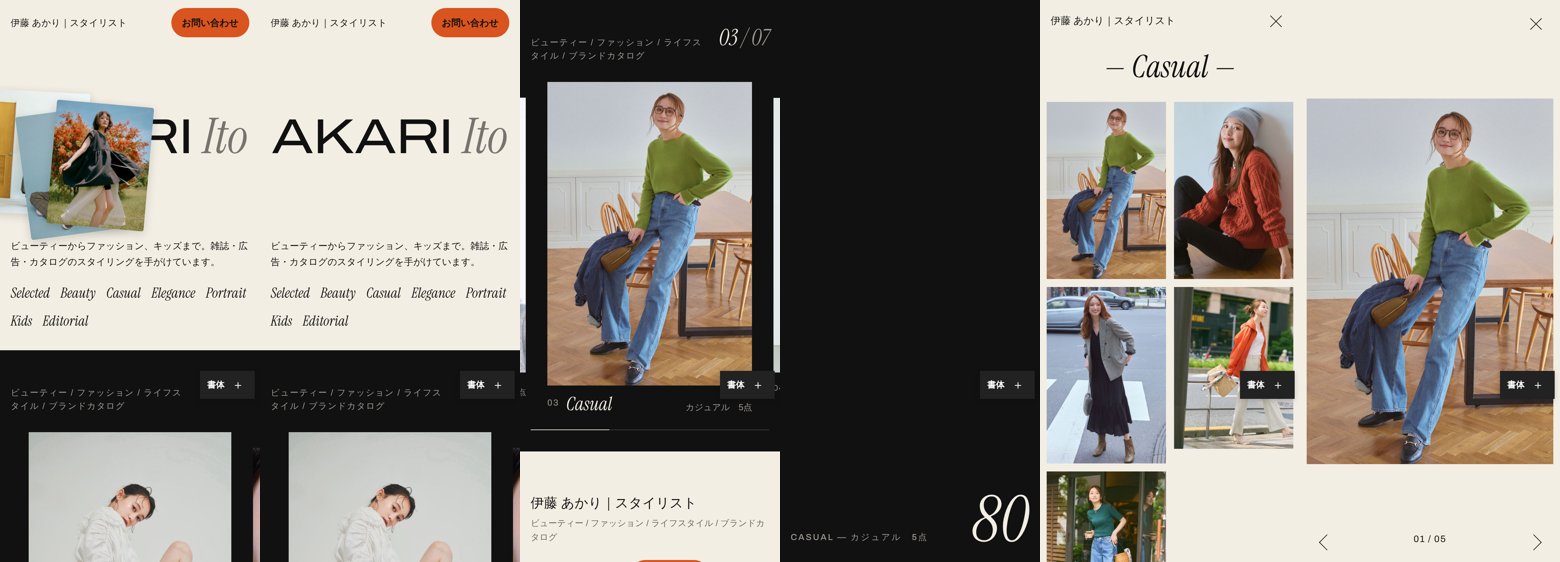 伊藤 あかり｜スタイリスト
お問い合わせ
RI Ito
ビューティーからファッション、キッズまで。雑誌・広
告・カタログのスタイリングを手がけています。
Selected Beauty Casual Elegance Portrait
Kids Editorial
ビューティー / ファッション / ライフス
タイル / ブランドカタログ
書体 +
伊藤 あかり｜スタイリスト
お問い合わせ
AKARI Ito
ビューティーからファッション、キッズまで。雑誌・広
告・カタログのスタイリングを手がけています。
Selected Beauty Casual Elegance Portrait
Kids Editorial
ビューティー / ファッション / ライフス
タイル / ブランドカタログ
書体 +
ビューティー / ファッション / ライフス
タイル / ブランドカタログ
03 / 07
点
書体 +
03 Casual
カジュアル 5点
伊藤 あかり｜スタイリスト
ビューティー / ファッション / ライフスタイル / ブランドカ
タログ
書体 +
CASUAL — カジュアル 5点
80
伊藤 あかり｜スタイリスト
— Casual —
書体 +
書体 +
01 / 05